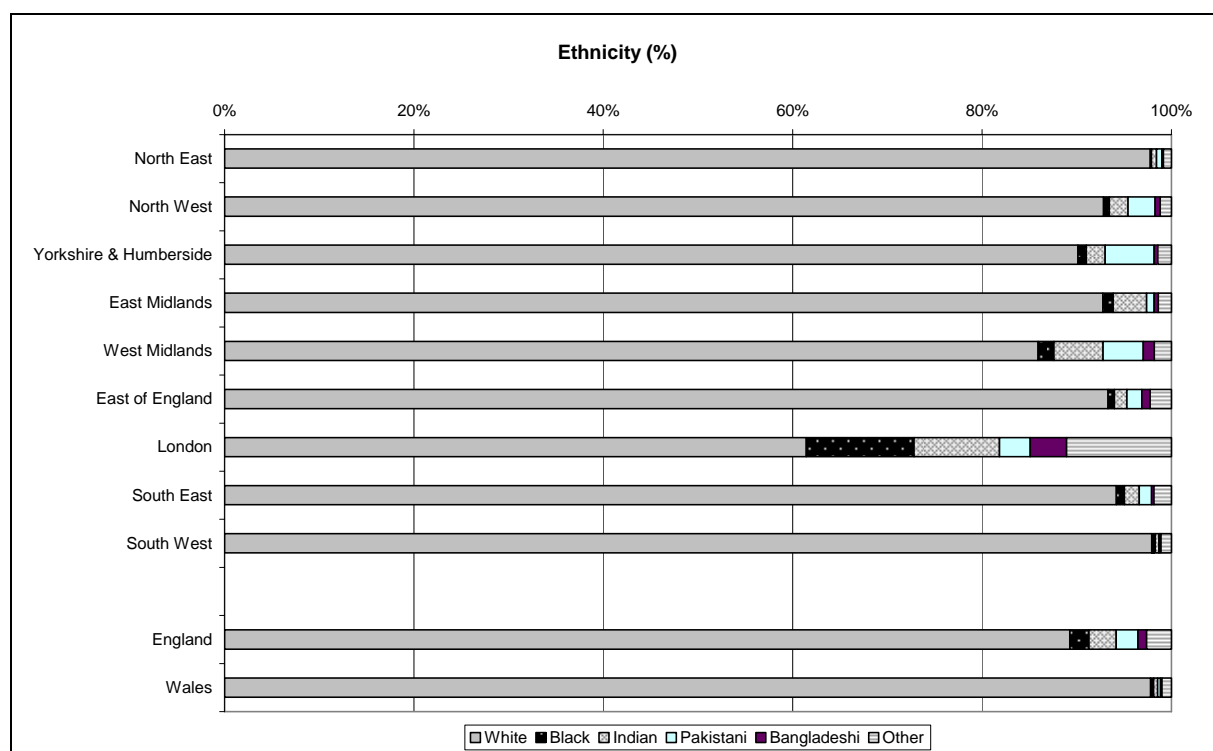 Ethnicity (%)
0% 20% 40% 60% 80% 100%
North East
North West
Yorkshire & Humberside
East Midlands
West Midlands
East of England
London
South East
South West
England
Wales
White Black Indian Pakistani Bangladeshi Other